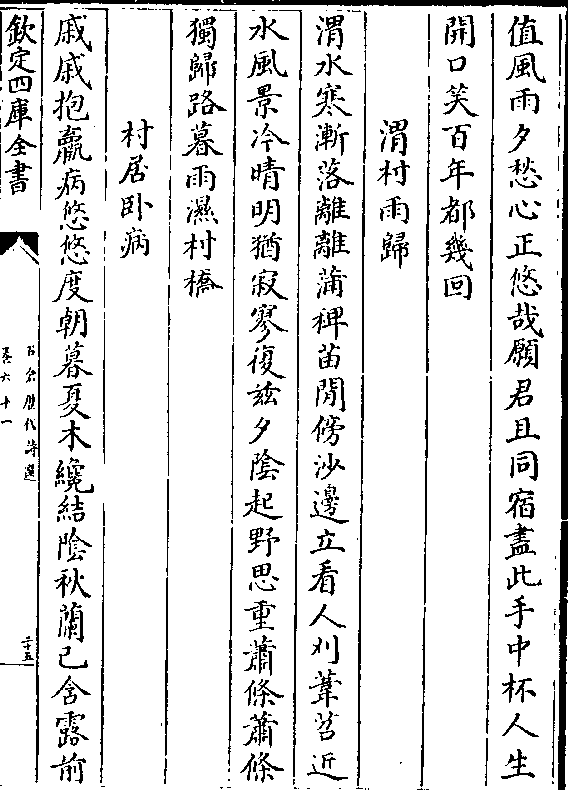 值風雨夕愁心正悠哉願君且同宿盡此手中杯人生
開口笑百年都幾回
渭村雨歸
渭水寒漸落離離蒲稗苗閒傍沙邊立看人刈葦苕近
水風景冷晴明猶寂寥復兹夕陰起野思重蕭條蕭條
獨歸路暮雨濕村橋
村居卧病
戚戚抱羸病悠悠度朝暮夏木纔結陰秋蘭已含露前
欽定四庫全書
石倉歴代詩選
卷六十一
二十五